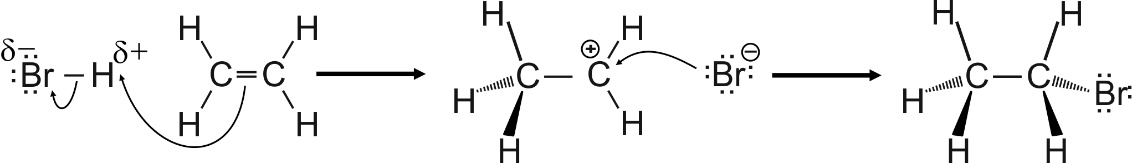 δ− Br – H δ+
H H
C=C
H H
H
⊕ H
C – C
H
H H
Br ⊖
H H
C – C
H Br
H H